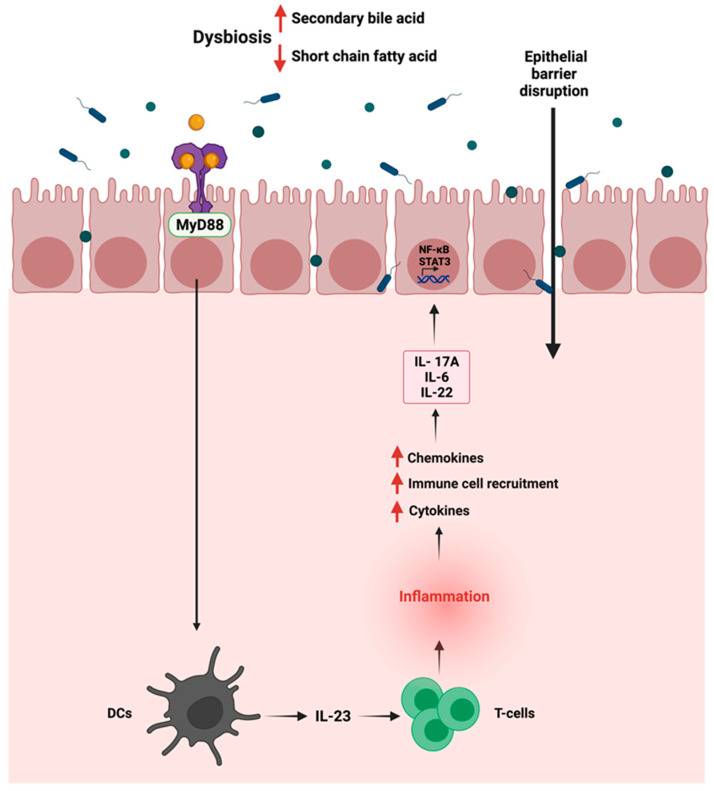 Secondary bile acid
Dysbiosis
Short chain fatty acid
Epithelial
barrier
disruption
MyD88
NF-κB
STAT3
IL- 17A
IL-6
IL-22
Chemokines
Immune cell recruitment
Cytokines
Inflammation
DCs
IL-23
T-cells